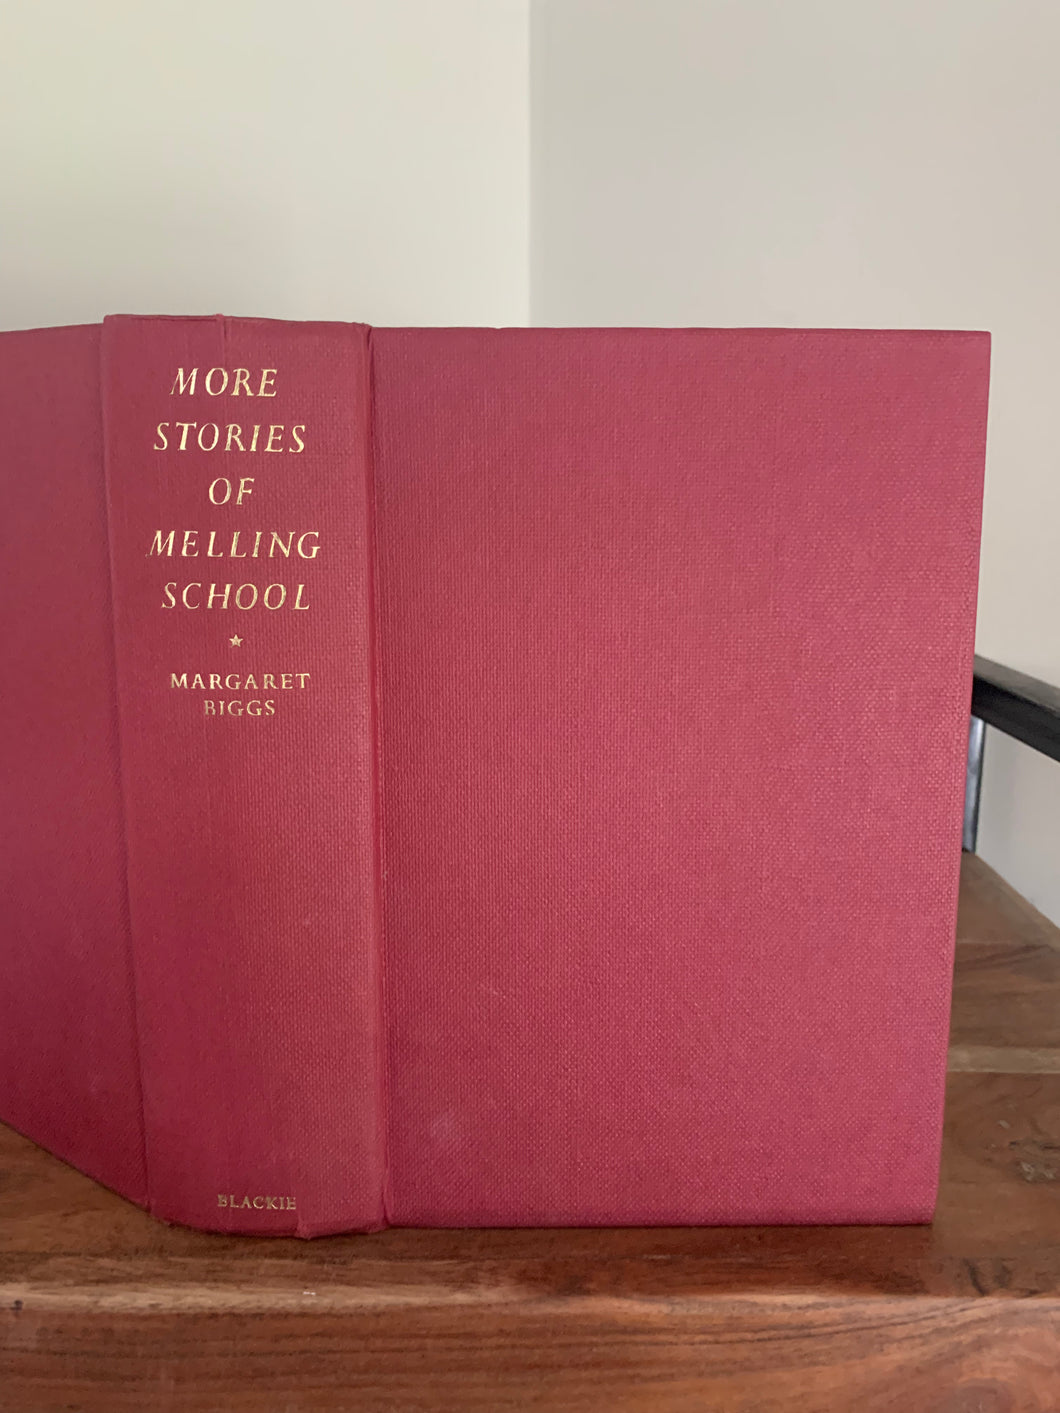 MORE
STORIES
OF
MELLING
SCHOOL
MARGARET
BIGGS
BLACKIE